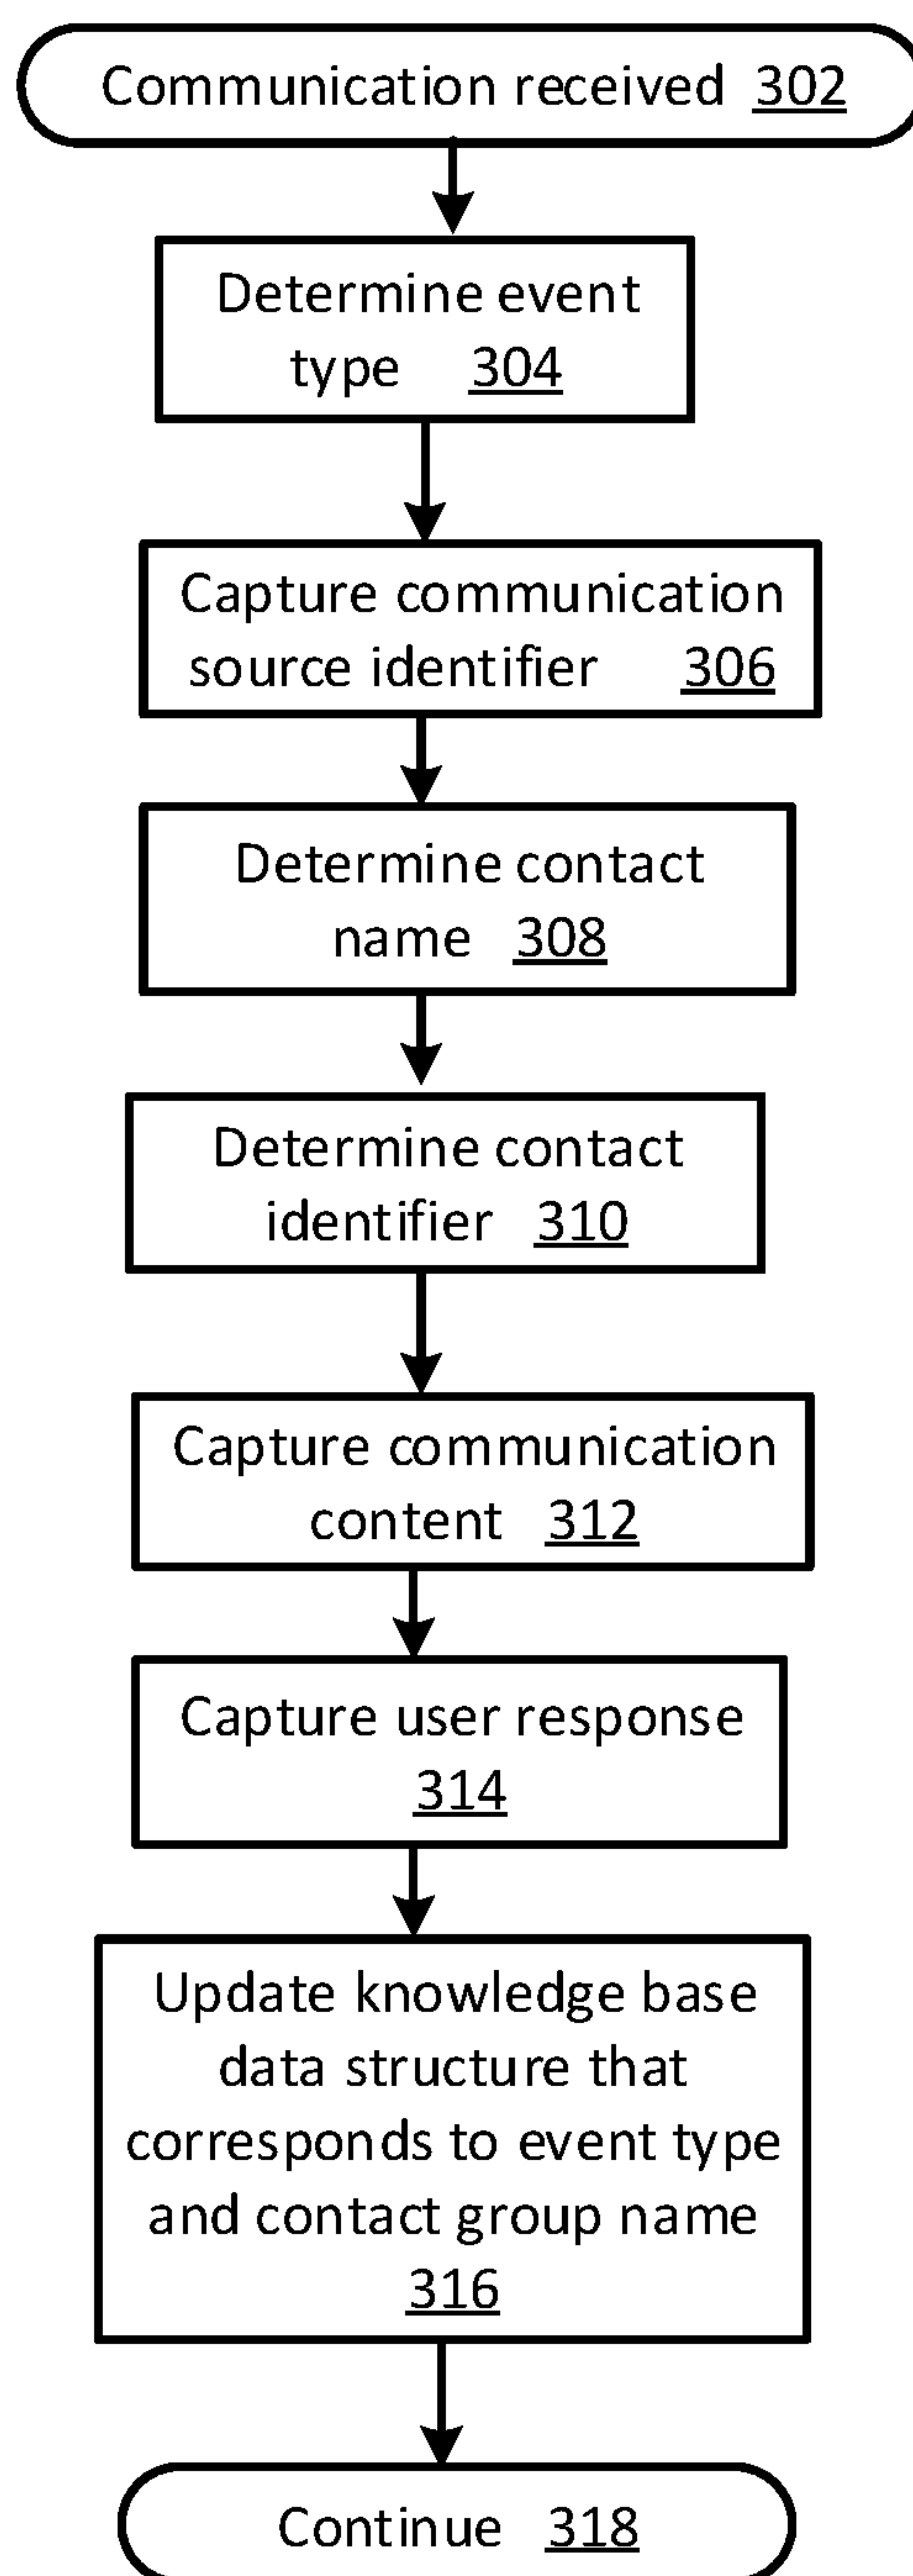 Communication received 302
Determine event
type 304
Capture communication
source identifier 306
Determine contact
name 308
Determine contact
identifier 310
Capture communication
content 312
Capture user response
314
Update knowledge base
data structure that
corresponds to event type
and contact group name
316
Continue 318